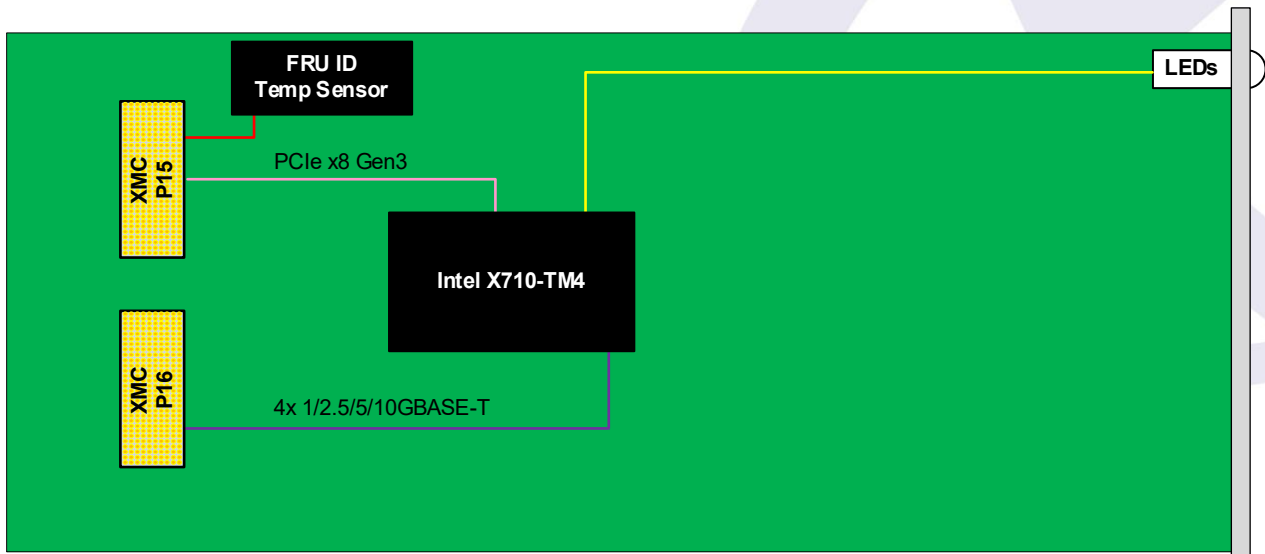 FRU ID
Temp Sensor
LEDs
XMC
P15
PCIe x8 Gen3
Intel X710-TM4
XMC
P16
4x 1/2.5/5/10GBASE-T